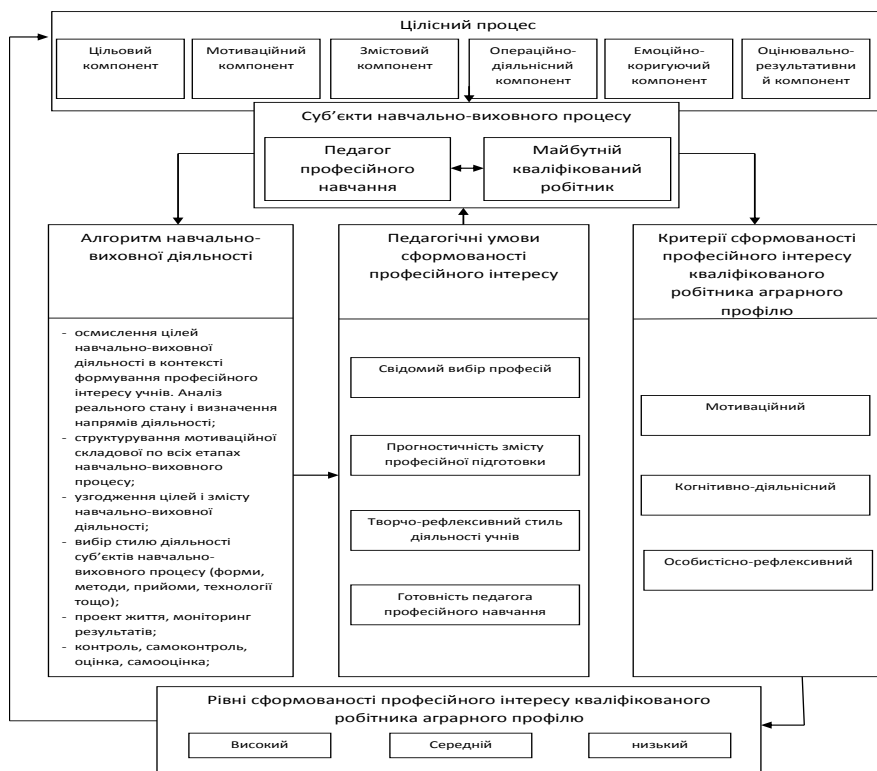 Цілісний процес
Цільовий
компонент
Мотиваційний
компонент
Змістовий
компонент
Операційно-
діяльнісний
компонент
Емоційно-
коригуючий
компонент
Оцінювально-
результативни
й компонент
Суб’єкти навчально-виховного процесу
Педагог
професійного
навчання
Майбутній
кваліфікований
робітник
Алгоритм навчально-
виховної діяльності
- осмислення цілей
навчально-виховної
діяльності в контексті
формування професійного
інтересу учнів. Аналіз
реального стану і визначення
напрямів діяльності;
- структурування мотиваційної
складової по всіх етапах
навчально-виховного
процесу;
- узгодження цілей і змісту
навчально-виховної
діяльності;
- вибір стилю діяльності
суб’єктів навчально-
виховного процесу (форми,
методи, прийоми, технології
тощо);
- проект життя, моніторинг
результатів;
- контроль, самоконтроль,
оцінка, самооцінка;
Педагогічні умови
сформованості
професійного інтересу
Свідомий вибір професій
Прогностичність змісту
професійної підготовки
Творчо-рефлексивний стиль
діяльності учнів
Готовність педагога
професійного навчання
Критерії сформованості
професійного інтересу
кваліфікованого
робітника аграрного
профілю
Мотиваційний
Когнітивно-діяльнісний
Особистісно-рефлексивний
Рівні сформованості професійного інтересу кваліфікованого
робітника аграрного профілю
Високий
Середній
низький